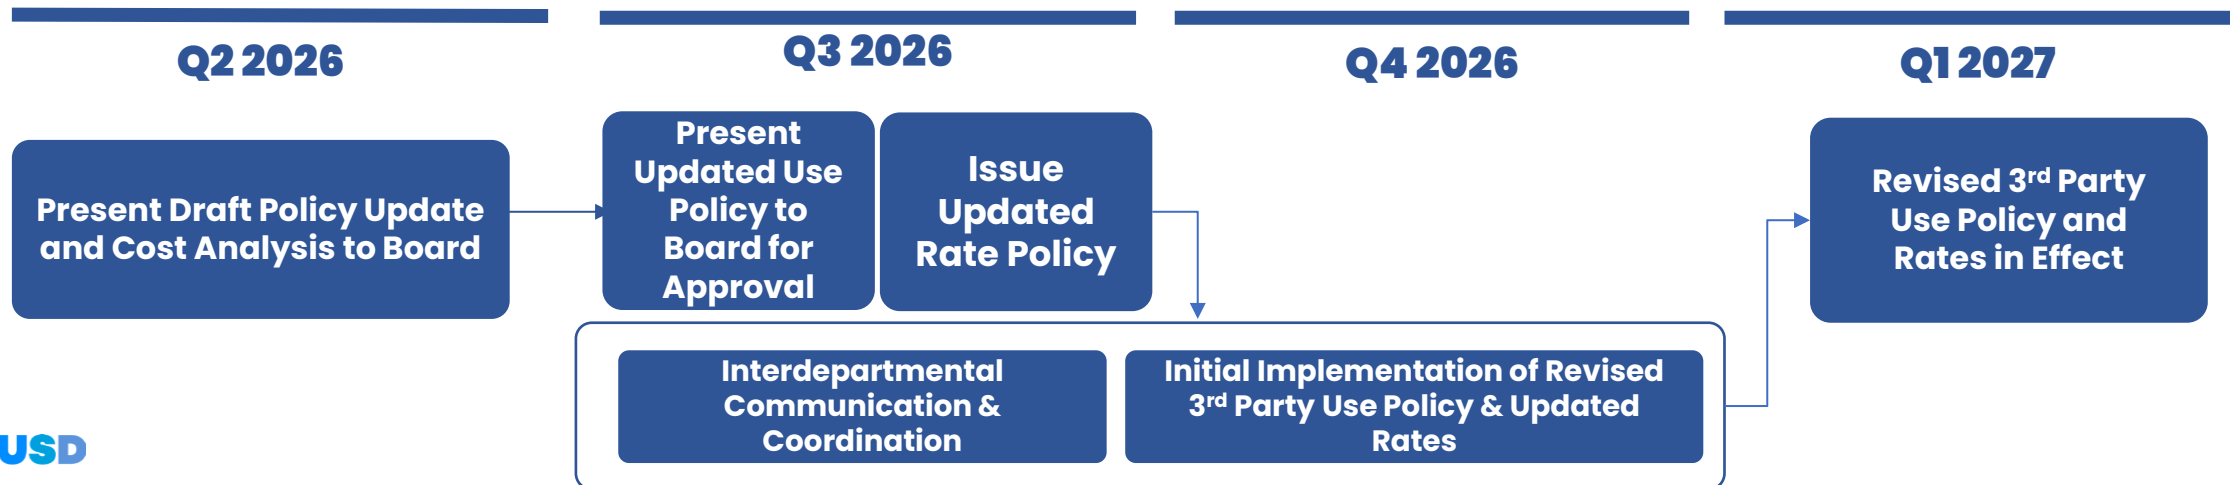 Q2 2026
Q3 2026
Q4 2026
Q1 2027
Present Draft Policy Update
and Cost Analysis to Board
Present
Updated Use
Policy to
Board for
Approval
Issue
Updated
Rate Policy
Revised 3rd Party
Use Policy and
Rates in Effect
Interdepartmental
Communication &
Coordination
Initial Implementation of Revised
3rd Party Use Policy & Updated
Rates
USD